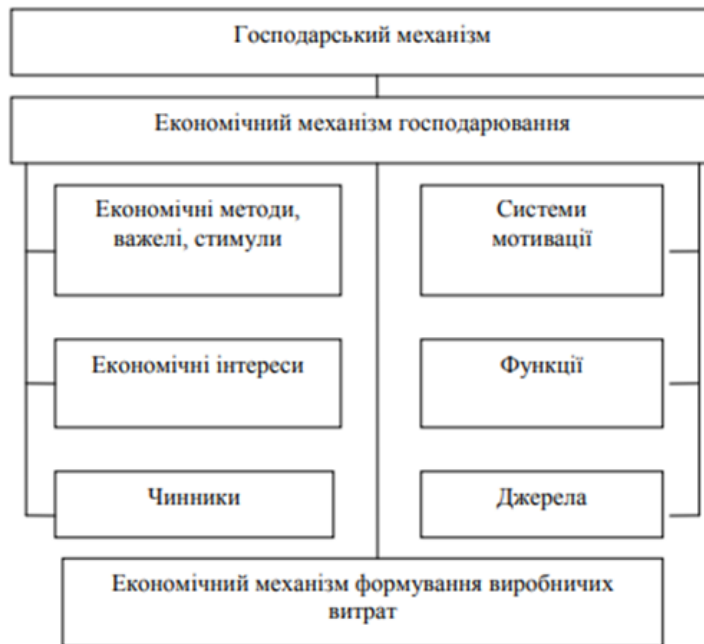 Господарський механізм
Економічний механізм господарювання
Економічні методи,
важелі, стимули
Системи
мотивації
Економічні інтереси
Функції
Чинники
Джерела
Економічний механізм формування виробничих
витрат